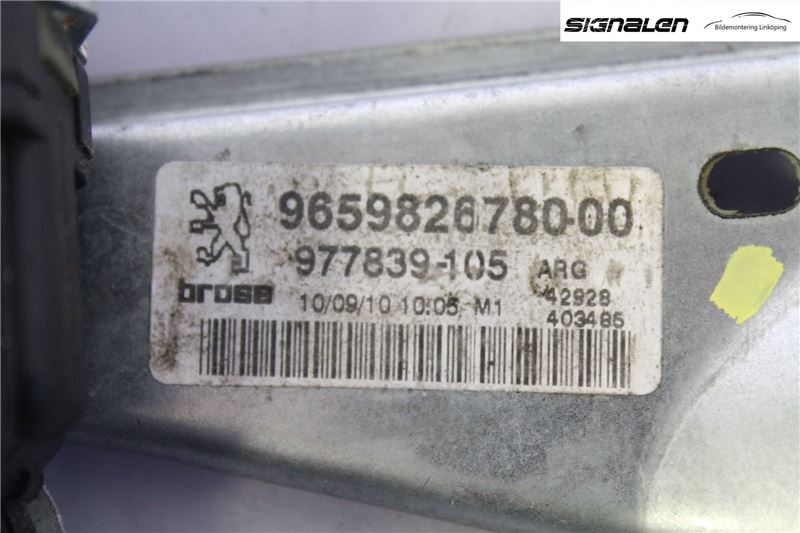 SIGNALEN
Bildemontering Linköping
9659826780-00
977839-105 ARG
brose 10/09/10 10:05 M1 42928
403485